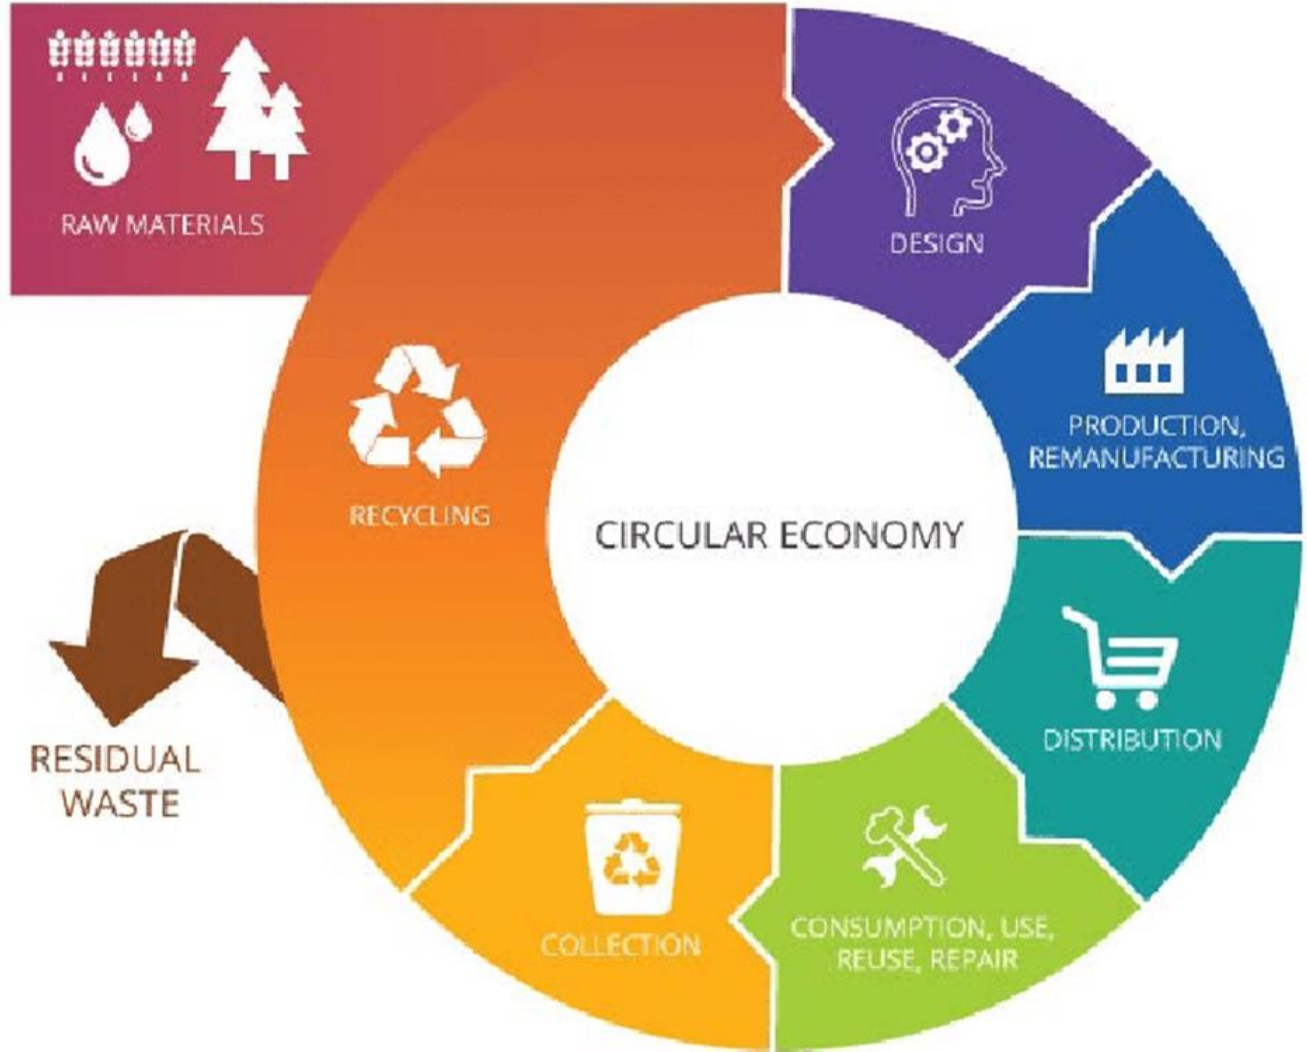 RAW MATERIALS
DESIGN
PRODUCTION,
REMANUFACTURING
RECYCLING
CIRCULAR ECONOMY
DISTRIBUTION
RESIDUAL
WASTE
CONSUMPTION, USE,
REUSE, REPAIR
COLLECTION